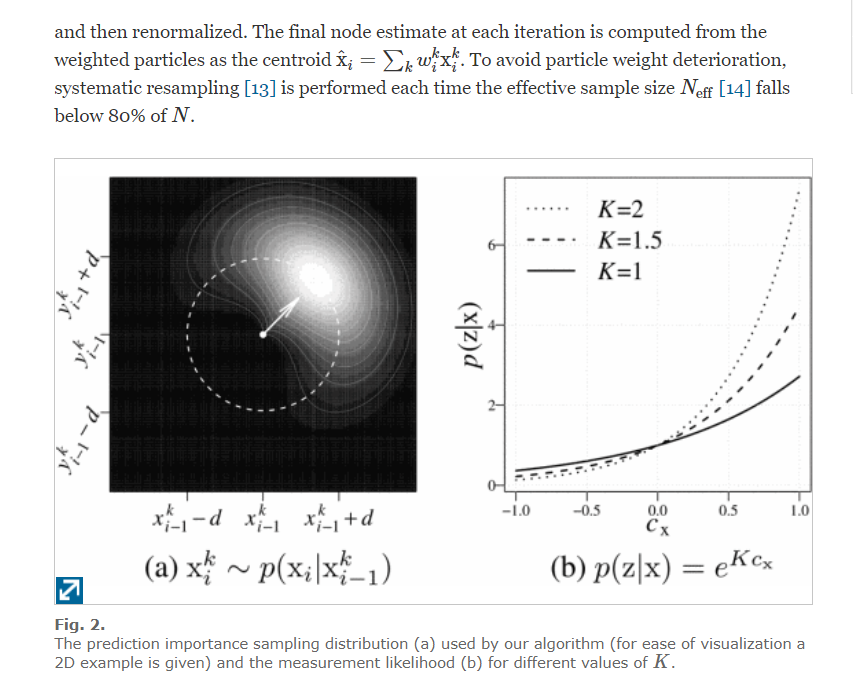 and then renormalized. The final node estimate at each iteration is computed from the
weighted particles as the centroid x̂ᵢ = ∑ₖ wᵢᵏxᵢᵏ. To avoid particle weight deterioration,
systematic resampling [13] is performed each time the effective sample size N_eff [14] falls
below 80% of N.
yᵏᵢ₋₁ + d
yᵏᵢ₋₁
yᵏᵢ₋₁ − d
xᵏᵢ₋₁ − d xᵏᵢ₋₁ xᵏᵢ₋₁ + d
(a) xᵢᵏ ∼ p(xᵢ|xᵏᵢ₋₁)
K=2
K=1.5
K=1
p(z|x)
6
4
2
0
-1.0 -0.5 0.0 0.5 1.0
cₓ
(b) p(z|x) = e^{Kcₓ}
Fig. 2.
The prediction importance sampling distribution (a) used by our algorithm (for ease of visualization a
2D example is given) and the measurement likelihood (b) for different values of K.